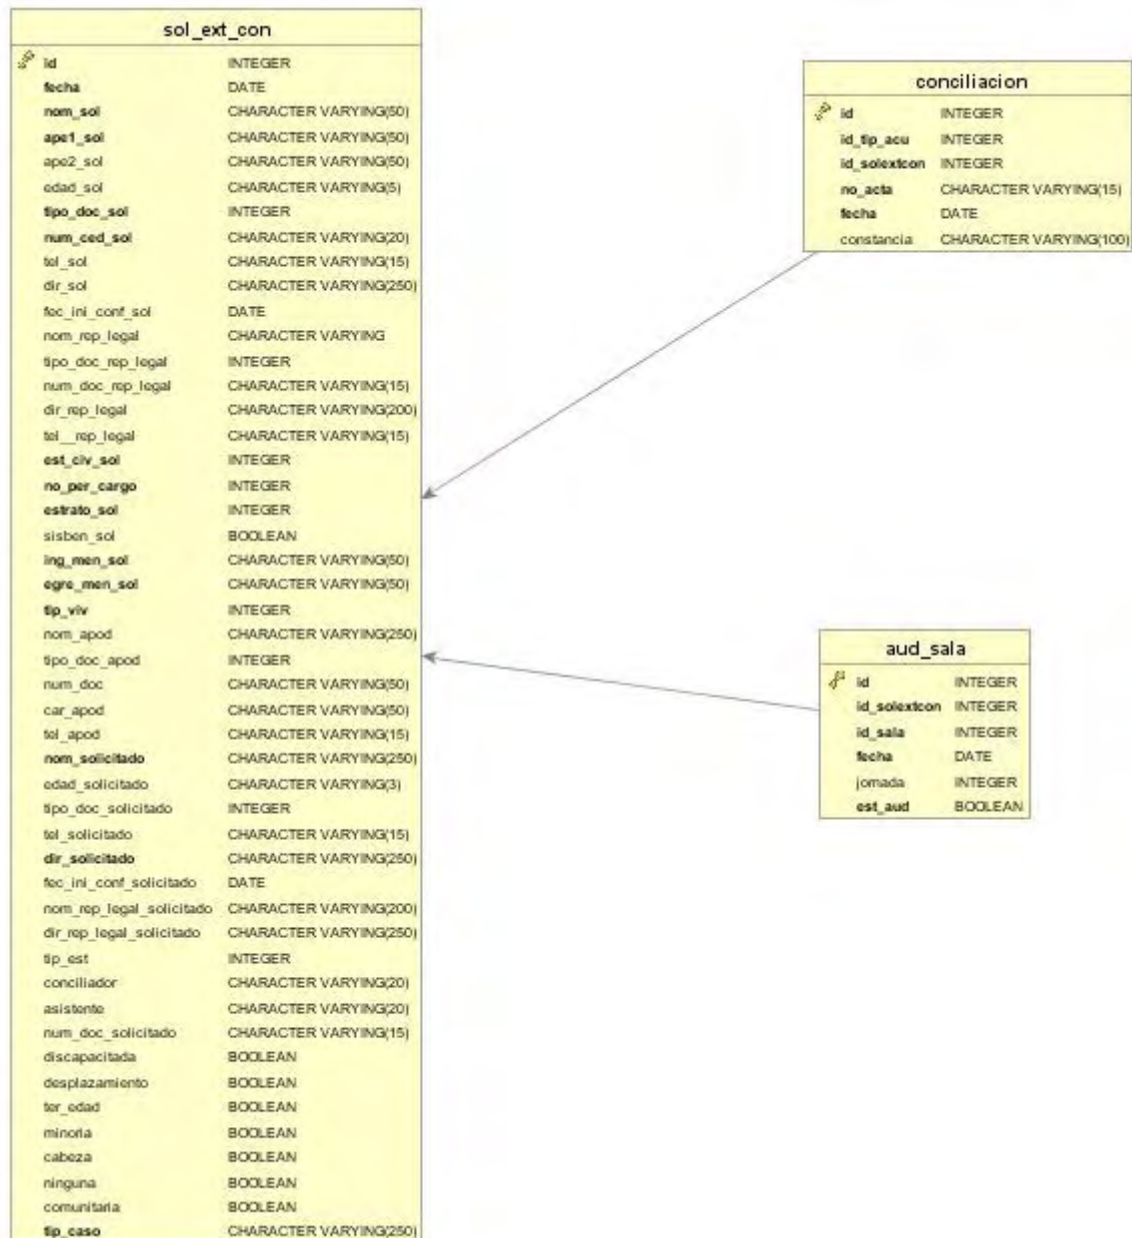 sol_ext_con
id INTEGER
fecha DATE
nom_sol CHARACTER VARYING(50)
ape1_sol CHARACTER VARYING(50)
ape2_sol CHARACTER VARYING(50)
edad_sol CHARACTER VARYING(5)
tipo_doc_sol INTEGER
num_ced_sol CHARACTER VARYING(20)
tel_sol CHARACTER VARYING(15)
dir_sol CHARACTER VARYING(250)
fec_ini_conf_sol DATE
nom_rep_legal CHARACTER VARYING
tipo_doc_rep_legal INTEGER
num_doc_rep_legal CHARACTER VARYING(15)
dir_rep_legal CHARACTER VARYING(200)
tel__rep_legal CHARACTER VARYING(15)
est_civ_sol INTEGER
no_per_cargo INTEGER
estrato_sol INTEGER
sisben_sol BOOLEAN
ing_men_sol CHARACTER VARYING(50)
egre_men_sol CHARACTER VARYING(50)
tip_viv INTEGER
nom_apod CHARACTER VARYING(250)
tipo_doc_apod INTEGER
num_doc CHARACTER VARYING(50)
car_apod CHARACTER VARYING(50)
tel_apod CHARACTER VARYING(15)
nom_solicitado CHARACTER VARYING(250)
edad_solicitado CHARACTER VARYING(3)
tipo_doc_solicitado INTEGER
tel_solicitado CHARACTER VARYING(15)
dir_solicitado CHARACTER VARYING(250)
fec_ini_conf_solicitado DATE
nom_rep_legal_solicitado CHARACTER VARYING(200)
dir_rep_legal_solicitado CHARACTER VARYING(250)
tip_est INTEGER
conciliador CHARACTER VARYING(20)
asistente CHARACTER VARYING(20)
num_doc_solicitado CHARACTER VARYING(15)
discapacitada BOOLEAN
desplazamiento BOOLEAN
ter_edad BOOLEAN
minoria BOOLEAN
cabeza BOOLEAN
ninguna BOOLEAN
comunitaria BOOLEAN
tip_caso CHARACTER VARYING(250)
conciliacion
id INTEGER
id_tip_acu INTEGER
id_solextcon INTEGER
no_acta CHARACTER VARYING(15)
fecha DATE
constancia CHARACTER VARYING(100)
aud_sala
id INTEGER
id_solextcon INTEGER
id_sala INTEGER
fecha DATE
jornada INTEGER
est_aud BOOLEAN